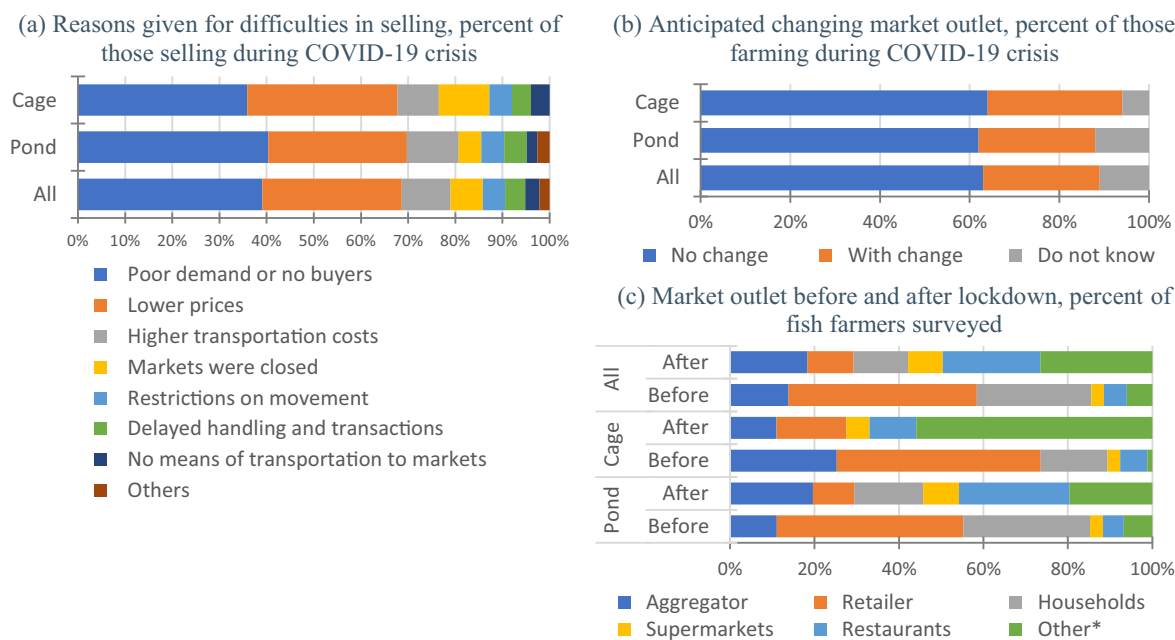 (a) Reasons given for difficulties in selling, percent of
those selling during COVID-19 crisis
Cage
Pond
All
0% 10% 20% 30% 40% 50% 60% 70% 80% 90% 100%
Poor demand or no buyers
Lower prices
Higher transportation costs
Markets were closed
Restrictions on movement
Delayed handling and transactions
No means of transportation to markets
Others
(b) Anticipated changing market outlet, percent of those
farming during COVID-19 crisis
Cage
Pond
All
0% 20% 40% 60% 80% 100%
No change With change Do not know
(c) Market outlet before and after lockdown, percent of
fish farmers surveyed
All
After
Before
Cage
After
Before
Pond
After
Before
0% 20% 40% 60% 80% 100%
Aggregator Retailer Households
Supermarkets Restaurants Other*